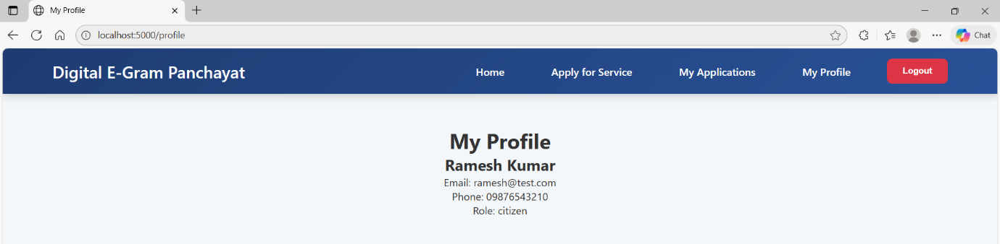 My Profile
localhost:5000/profile
Chat
Digital E-Gram Panchayat
Home
Apply for Service
My Applications
My Profile
Logout
My Profile
Ramesh Kumar
Email: ramesh@test.com
Phone: 09876543210
Role: citizen